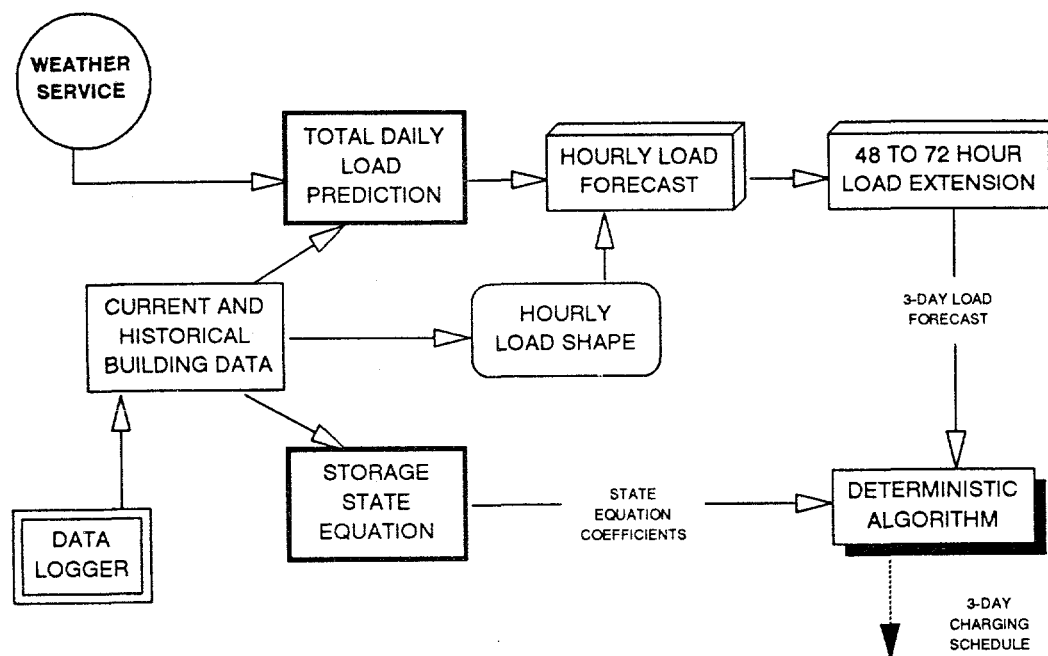 WEATHER
SERVICE
TOTAL DAILY
LOAD
PREDICTION
HOURLY LOAD
FORECAST
48 TO 72 HOUR
LOAD EXTENSION
CURRENT AND
HISTORICAL
BUILDING DATA
HOURLY
LOAD SHAPE
3-DAY LOAD
FORECAST
STORAGE
STATE
EQUATION
STATE
EQUATION
COEFFICIENTS
DETERMINISTIC
ALGORITHM
DATA
LOGGER
3-DAY
CHARGING
SCHEDULE